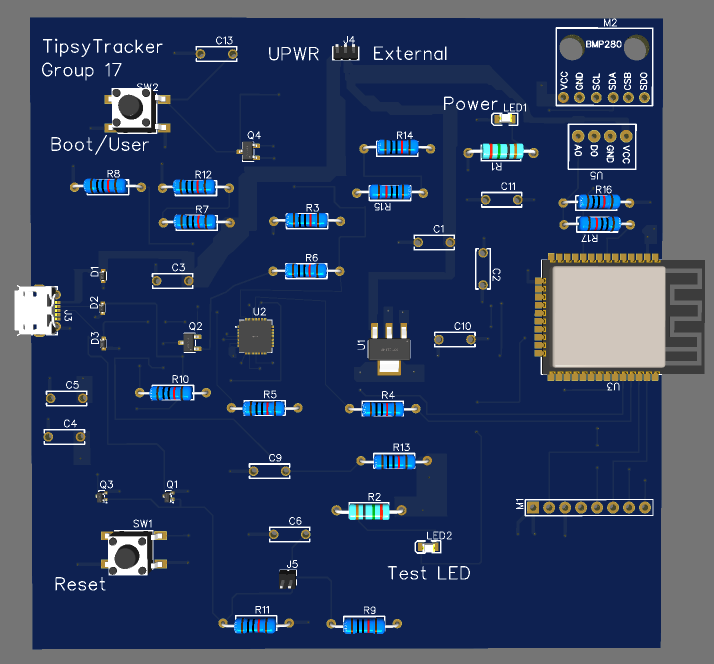 TipsyTracker
Group 17
C13
UPWR
J4
External
M2
BMP280
VCC
GND
SCL
SDA
CSB
SDO
SW2
Boot/User
Power
LED1
Q4
R14
R1
A0
D0
GND
VCC
U5
R8
R12
R7
R3
R15
C11
R16
R17
C1
C2
R6
C3
D1
D2
D3
J3
Q2
U2
U1
C10
U3
C5
C4
R10
R5
R4
C9
R13
Q3
Q1
R2
M1
SW1
Reset
C6
LED2
Test LED
J5
R11
R9